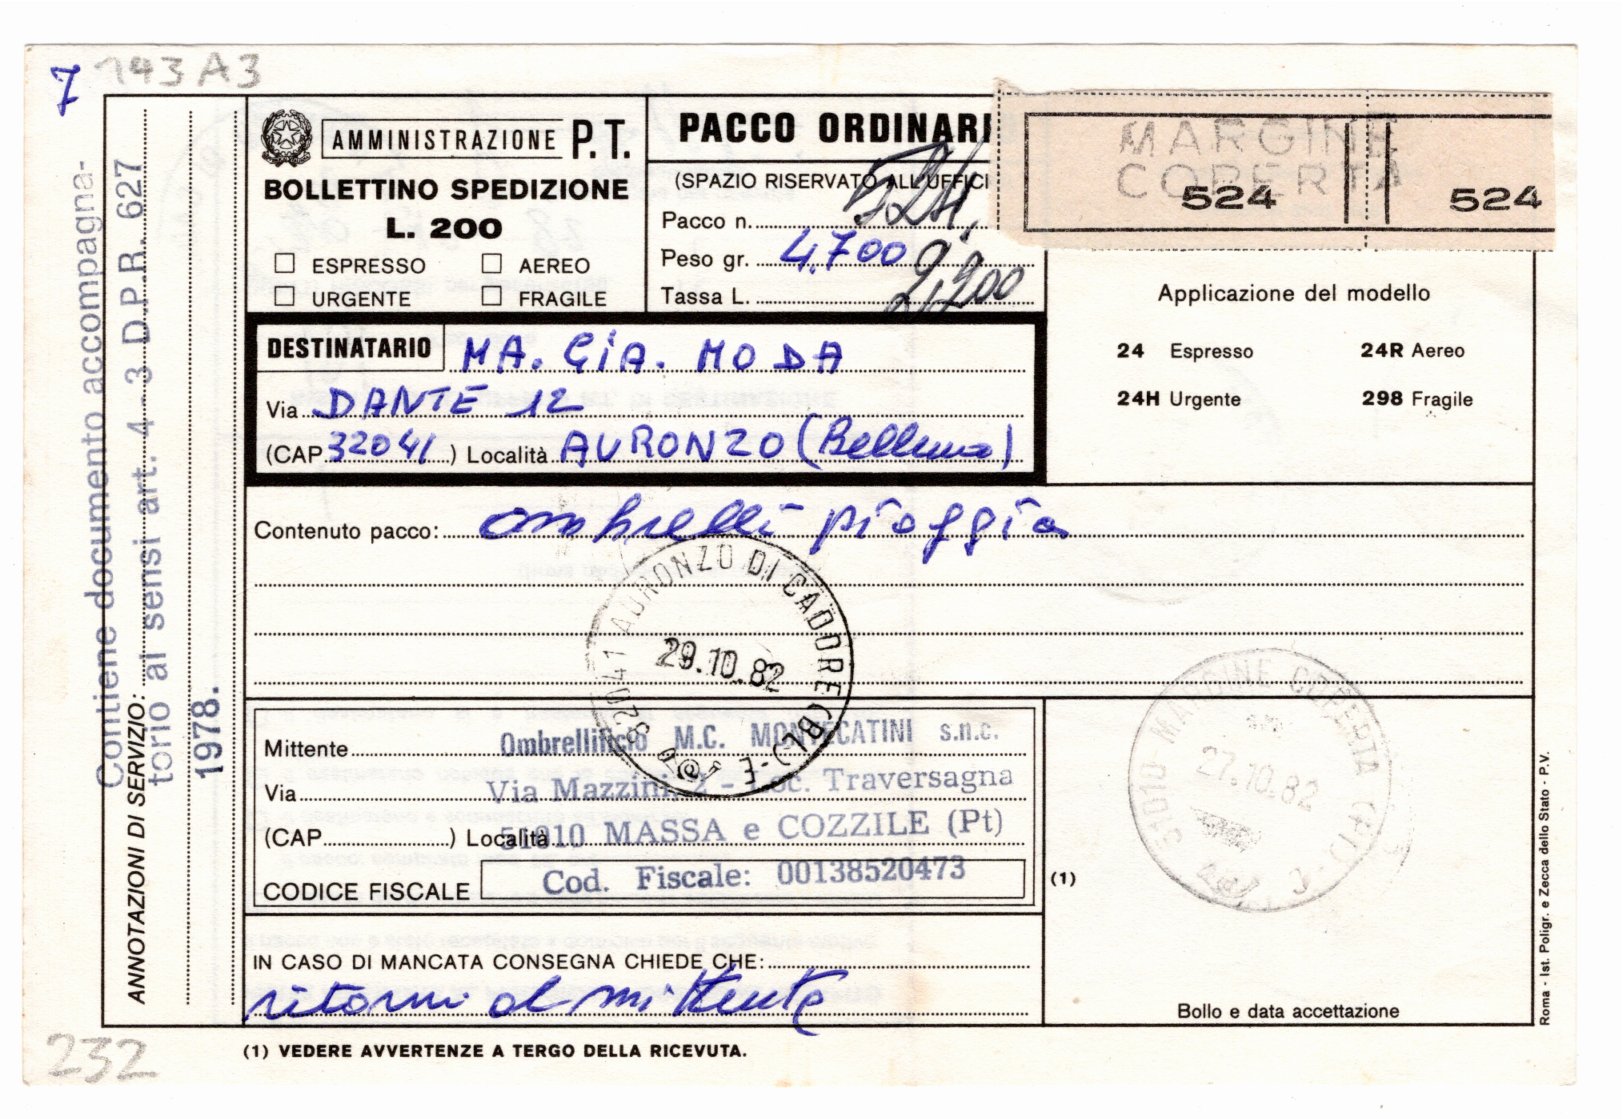 7 143A3
AMMINISTRAZIONE P.T.
BOLLETTINO SPEDIZIONE
L. 200
ESPRESSO
AEREO
URGENTE
FRAGILE
PACCO ORDINARI
(SPAZIO RISERVATO ALL'UFFICI
Pacco n. 524
Peso gr. 4,700
Tassa L. 2,200
MARGINE
COPERTA
524
524
Applicazione del modello
24 Espresso
24R Aereo
24H Urgente
298 Fragile
DESTINATARIO MA. GIA. MODA
Via DANTE 12
(CAP 32041) Località AURONZO (Belluno)
Contenuto pacco: ombrelli pioggia
32041 AURONZO DI CADORE (BL)-E
29.10.82
Mittente Ombrellificio M.C. MONTECATINI s.n.c.
Via Via Mazzini, 2 - Loc. Traversagna
(CAP ) Località 51010 MASSA e COZZILE (Pt)
CODICE FISCALE Cod. Fiscale: 00138520473
(1)
51010 MARGINE COPERTA (PT)
27.10.82
IN CASO DI MANCATA CONSEGNA CHIEDE CHE:
ritorni al mittente
Bollo e data accettazione
(1) VEDERE AVVERTENZE A TERGO DELLA RICEVUTA.
232
ANNOTAZIONI DI SERVIZIO:
Contiene documento accompagna-
torio ai sensi art. 4 - 3 D.P.R. 627
1978.
Roma - Ist. Poligr. e Zecca dello Stato - P.V.